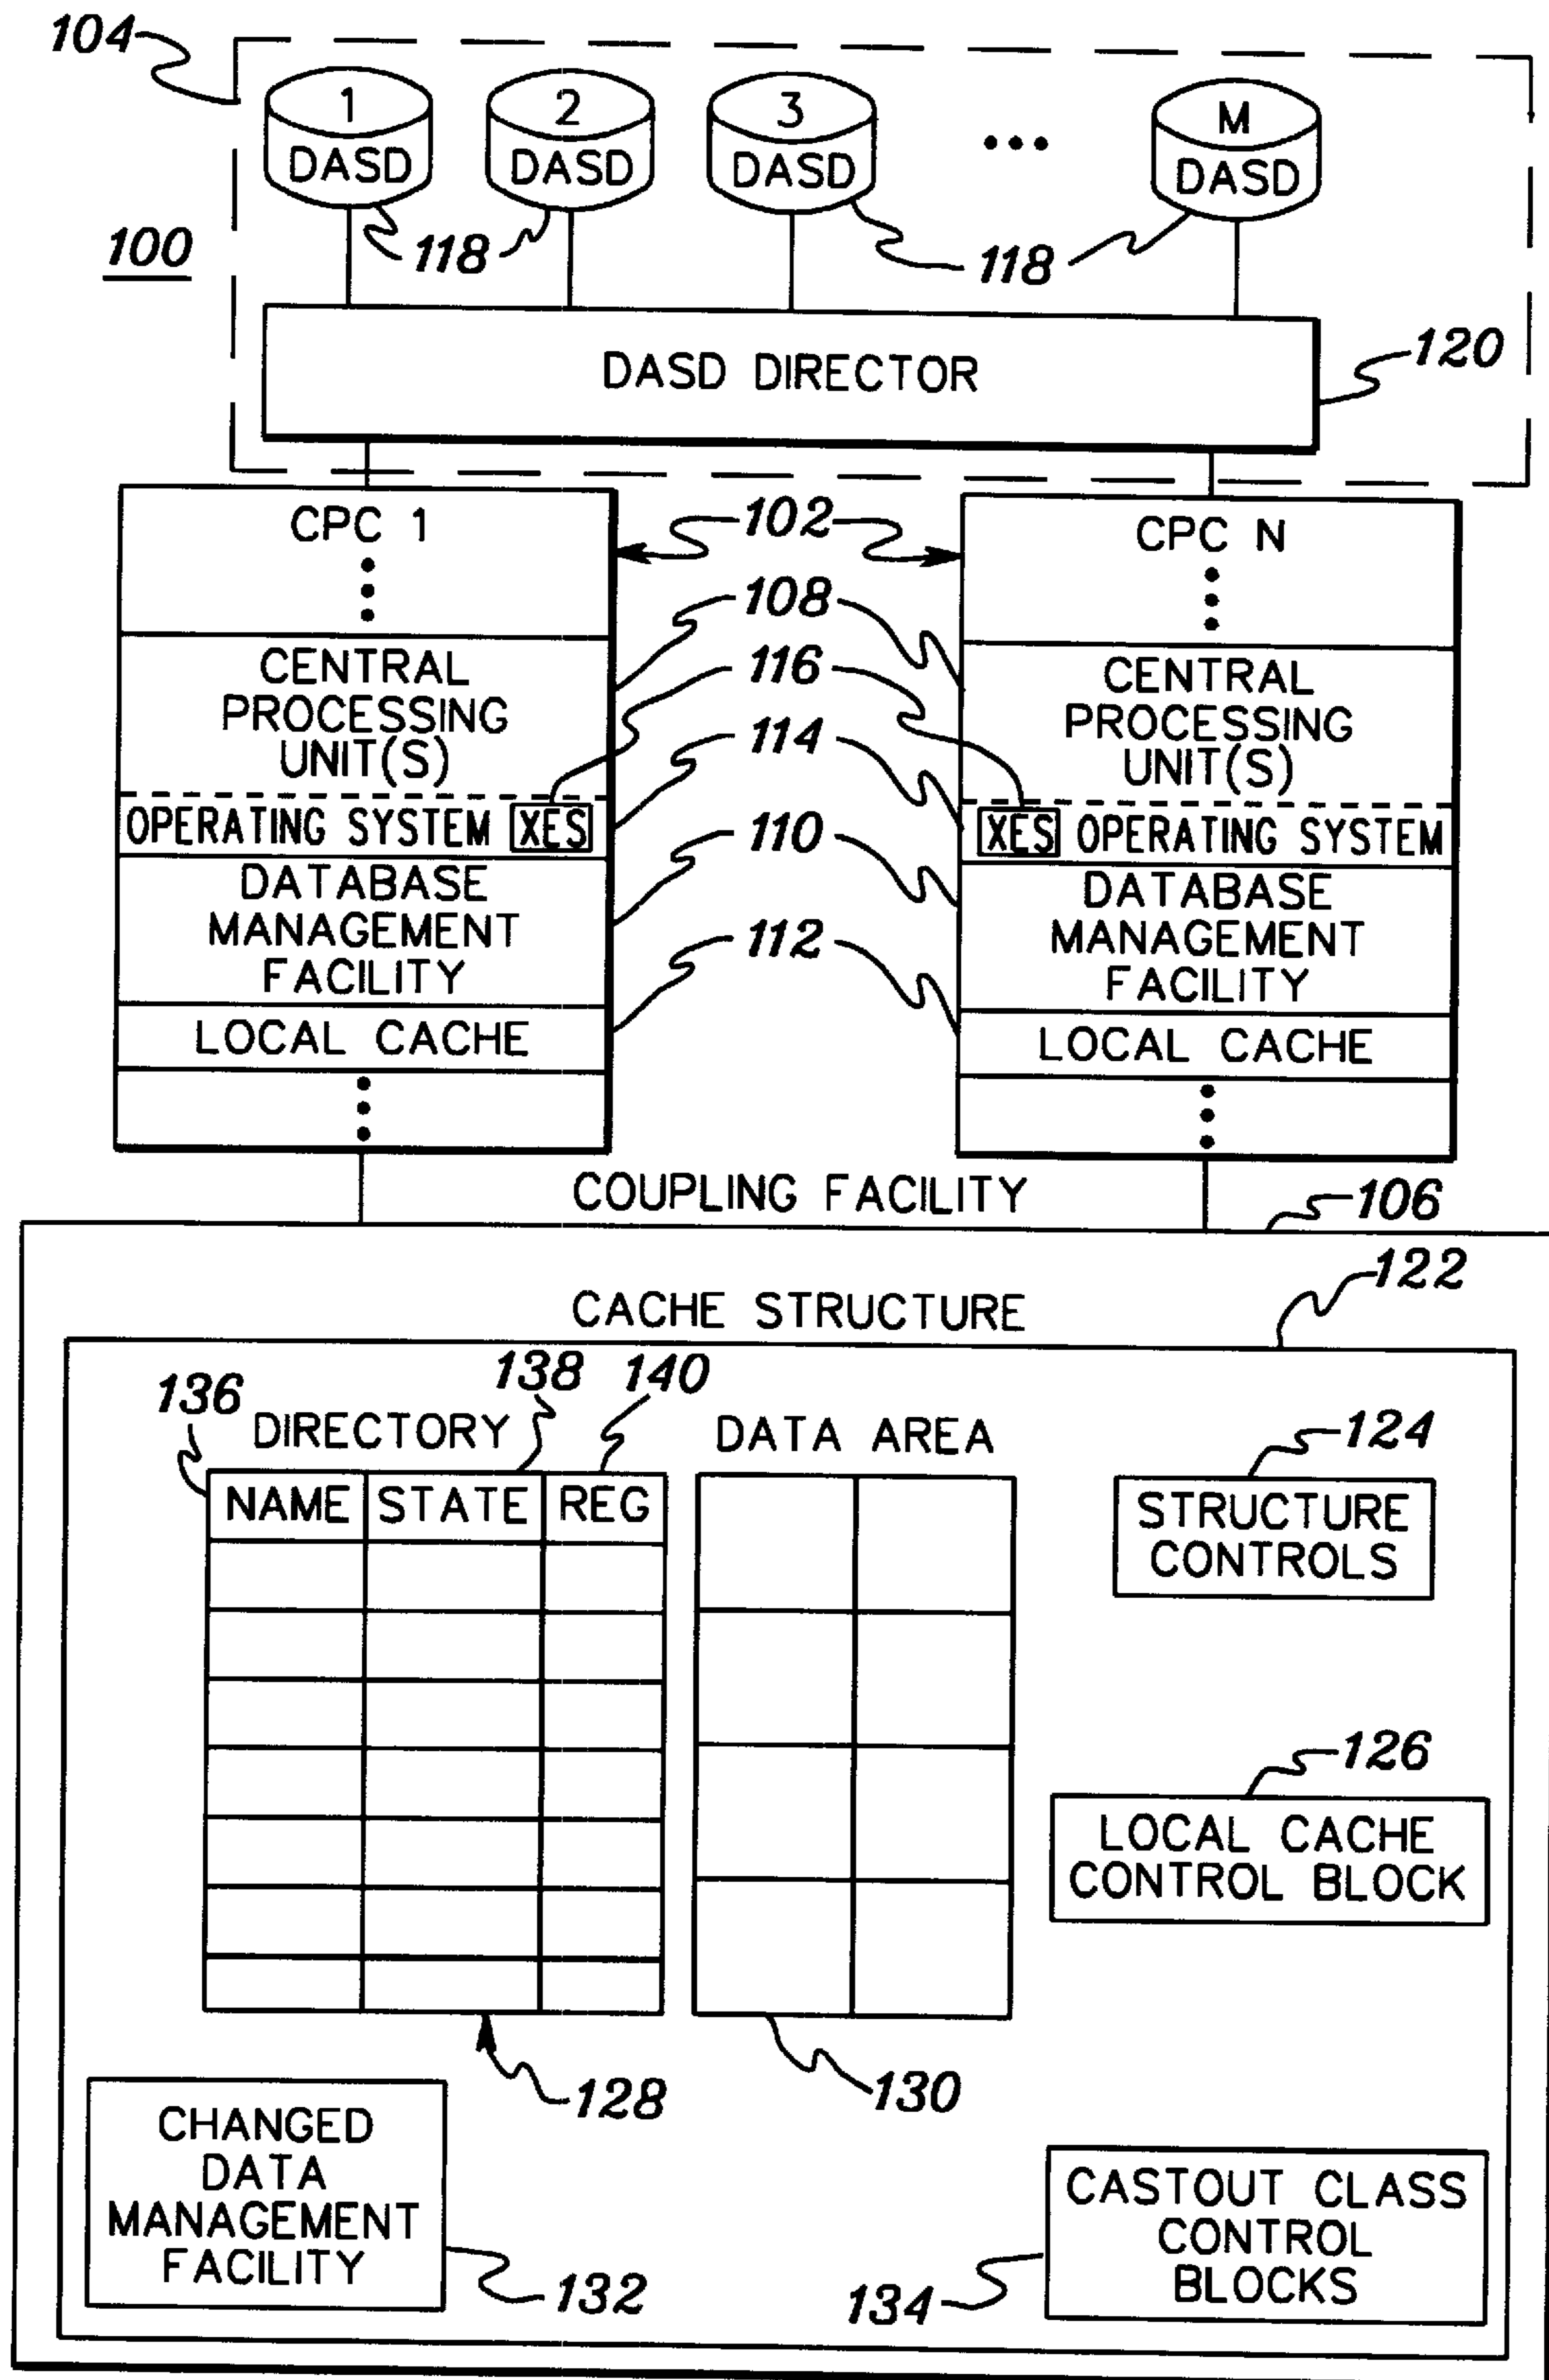 104
1
DASD
2
DASD
3
DASD
•••
M
DASD
100
118
118
DASD DIRECTOR
120
CPC 1
102
CPC N
108
CENTRAL
PROCESSING
UNIT(S)
116
CENTRAL
PROCESSING
UNIT(S)
114
OPERATING SYSTEM XES
110
XES OPERATING SYSTEM
DATABASE
MANAGEMENT
FACILITY
112
DATABASE
MANAGEMENT
FACILITY
LOCAL CACHE
LOCAL CACHE
COUPLING FACILITY
106
122
CACHE STRUCTURE
136
138
140
DIRECTORY
DATA AREA
124
NAME STATE REG
STRUCTURE
CONTROLS
126
LOCAL CACHE
CONTROL BLOCK
128
130
CHANGED
DATA
MANAGEMENT
FACILITY
132
134
CASTOUT CLASS
CONTROL
BLOCKS